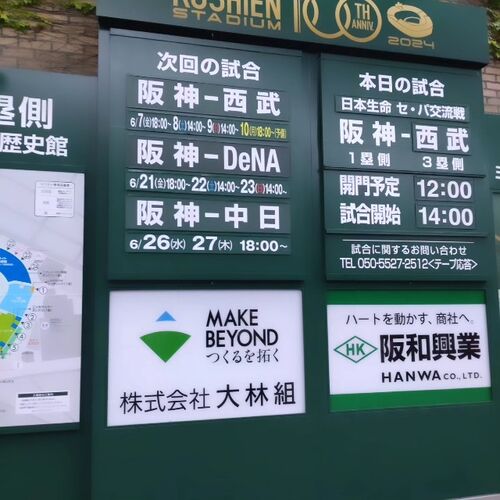 KOSHIEN
STADIUM
100TH
ANNIV.
2024
次回の試合
阪神-西武
6/7(金)18:00~ 8(土)14:00~ 9(日)14:00~ 10(月)18:00~(予備)
阪神-DeNA
6/21(金)18:00~ 22(土)14:00~ 23(日)14:00~
阪神-中日
6/26(水) 27(木) 18:00~
本日の試合
日本生命 セ・パ交流戦
阪神-西武
1塁側 3塁側
開門予定 12:00
試合開始 14:00
試合に関するお問い合わせ
TEL 050-5527-2512<テープ応答>
塁側
歴史館
MAKE
BEYOND
つくるを拓く
株式会社 大林組
ハートを動かす、商社へ。
HK 阪和興業
HANWA CO., LTD.